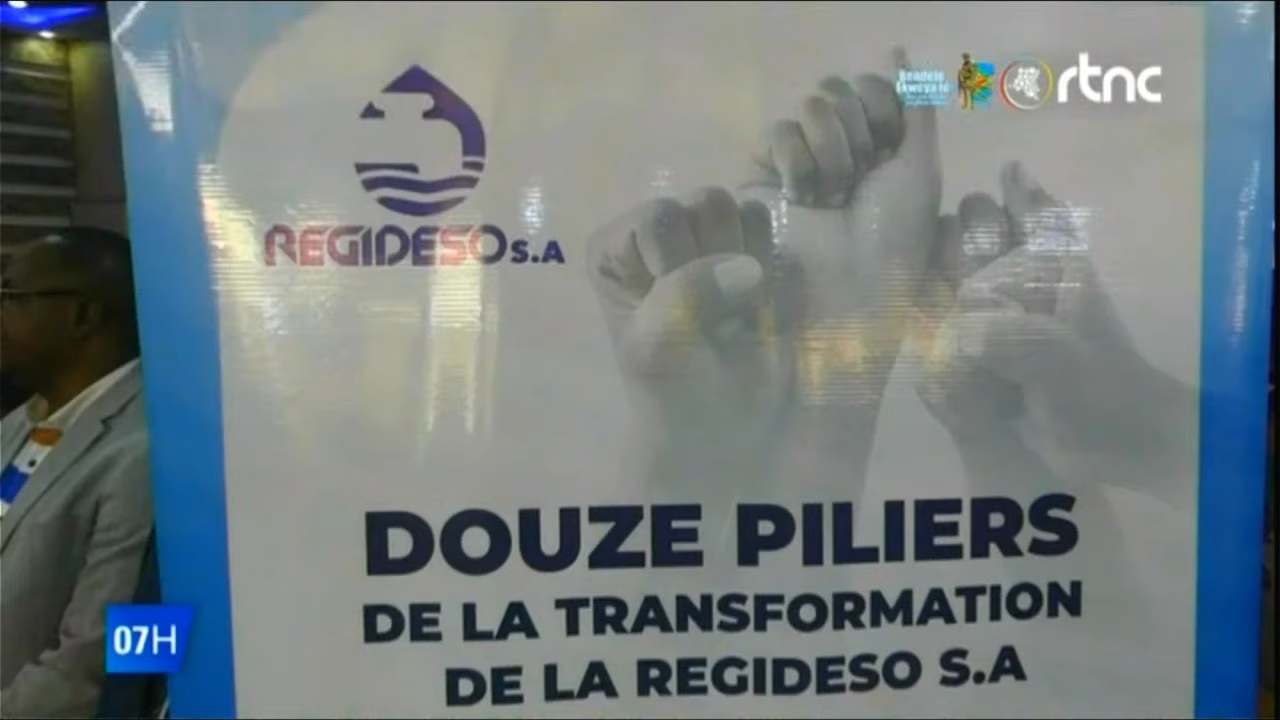 rtnc
REGIDESO S.A
DOUZE PILIERS
DE LA TRANSFORMATION
DE LA REGIDESO S.A
07H